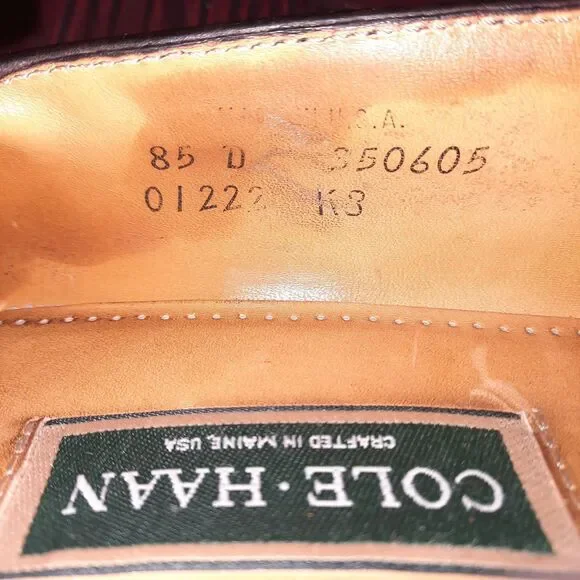 U.S.A.
85 D 350605
01222 K3
CRAFTED IN MAINE, USA
COLE·HAAN